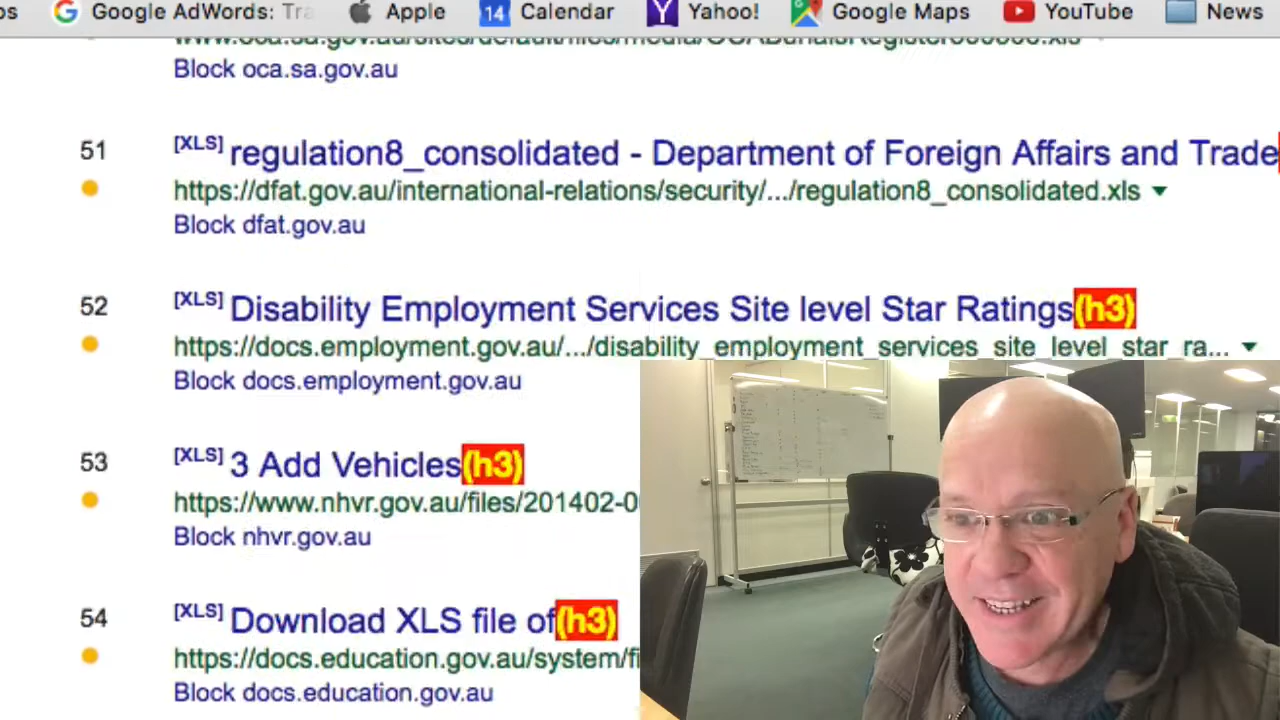 os Google AdWords: Tra Apple 14 Calendar Yahoo! Google Maps YouTube News
Block oca.sa.gov.au
51 [XLS] regulation8_consolidated - Department of Foreign Affairs and Trade
https://dfat.gov.au/international-relations/security/.../regulation8_consolidated.xls
Block dfat.gov.au
52 [XLS] Disability Employment Services Site level Star Ratings(h3)
https://docs.employment.gov.au/.../disability_employment_services_site_level_star_ra...
Block docs.employment.gov.au
53 [XLS] 3 Add Vehicles(h3)
https://www.nhvr.gov.au/files/201402-0
Block nhvr.gov.au
54 [XLS] Download XLS file of(h3)
https://docs.education.gov.au/system/fi
Block docs.education.gov.au